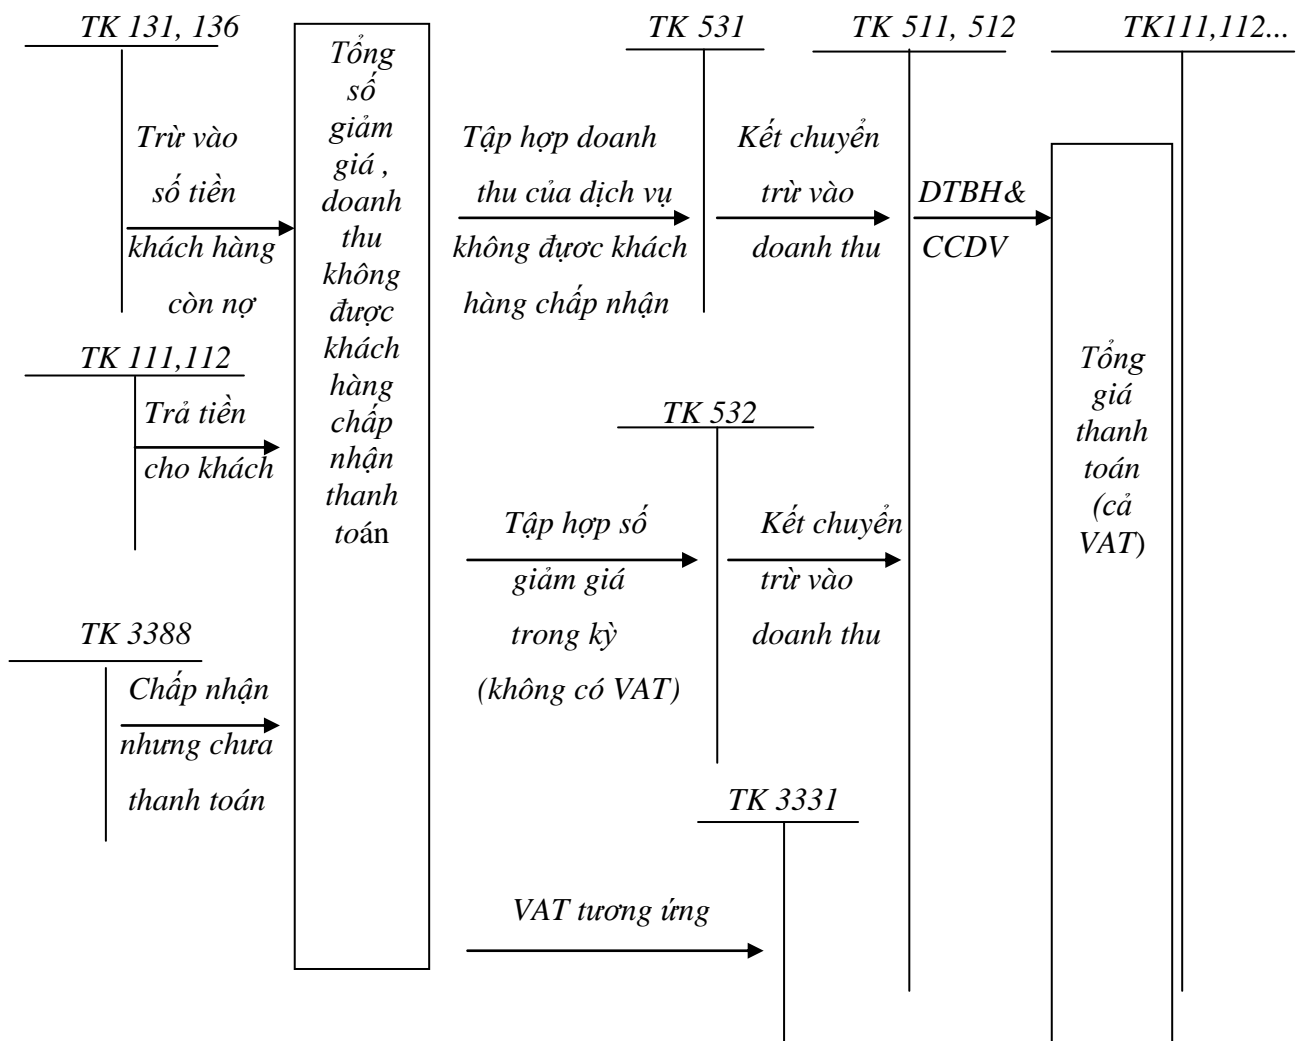 TK 131, 136
Trừ vào
số tiền
khách hàng
còn nợ
TK 111,112
Trả tiền
cho khách
TK 3388
Chấp nhận
nhưng chưa
thanh toán
Tổng
số
giảm
giá ,
doanh
thu
không
được
khách
hàng
chấp
nhận
thanh
toán
TK 531
Tập hợp doanh
thu của dịch vụ
không đựơc khách
hàng chấp nhận
TK 532
Tập hợp số
giảm giá
trong kỳ
(không có VAT)
TK 3331
VAT tương ứng
TK 511, 512
Kết chuyển
trừ vào
doanh thu
Kết chuyển
trừ vào
doanh thu
DTBH&
CCDV
TK111,112...
Tổng
giá
thanh
toán
(cả
VAT)